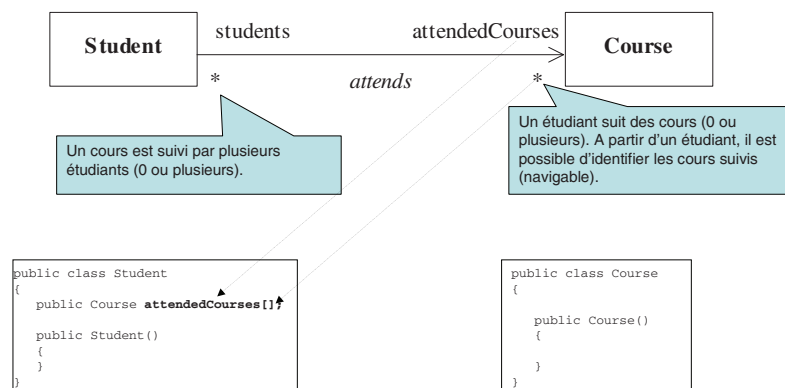 students
attendedCourses
Student
Course
*
attends
*
Un cours est suivi par plusieurs
étudiants (0 ou plusieurs).
Un étudiant suit des cours (0 ou
plusieurs). A partir d'un étudiant, il est
possible d'identifier les cours suivis
(navigable).
public class Student
{
public Course attendedCourses[];
public Student()
{
}
}
public class Course
{
public Course()
{
}
}